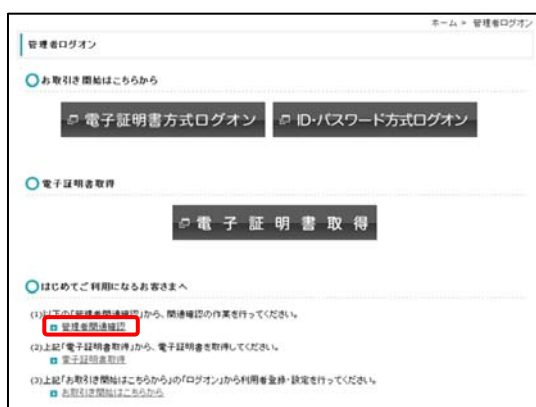 ホーム > 管理者ログオン
管理者ログオン
お取引き開始はこちらから
電子証明書方式ログオン
ID・パスワード方式ログオン
電子証明書取得
電子証明書取得
はじめてご利用になるお客さまへ
(1)以下の「管理者開通確認」から、開通確認の作業を行ってください。
管理者開通確認
(2)上記「電子証明書取得」から、電子証明書を取得してください。
電子証明書取得
(3)上記「お取引き開始はこちらから」の「ログオン」から利用者登録・設定を行ってください。
お取引き開始はこちらから